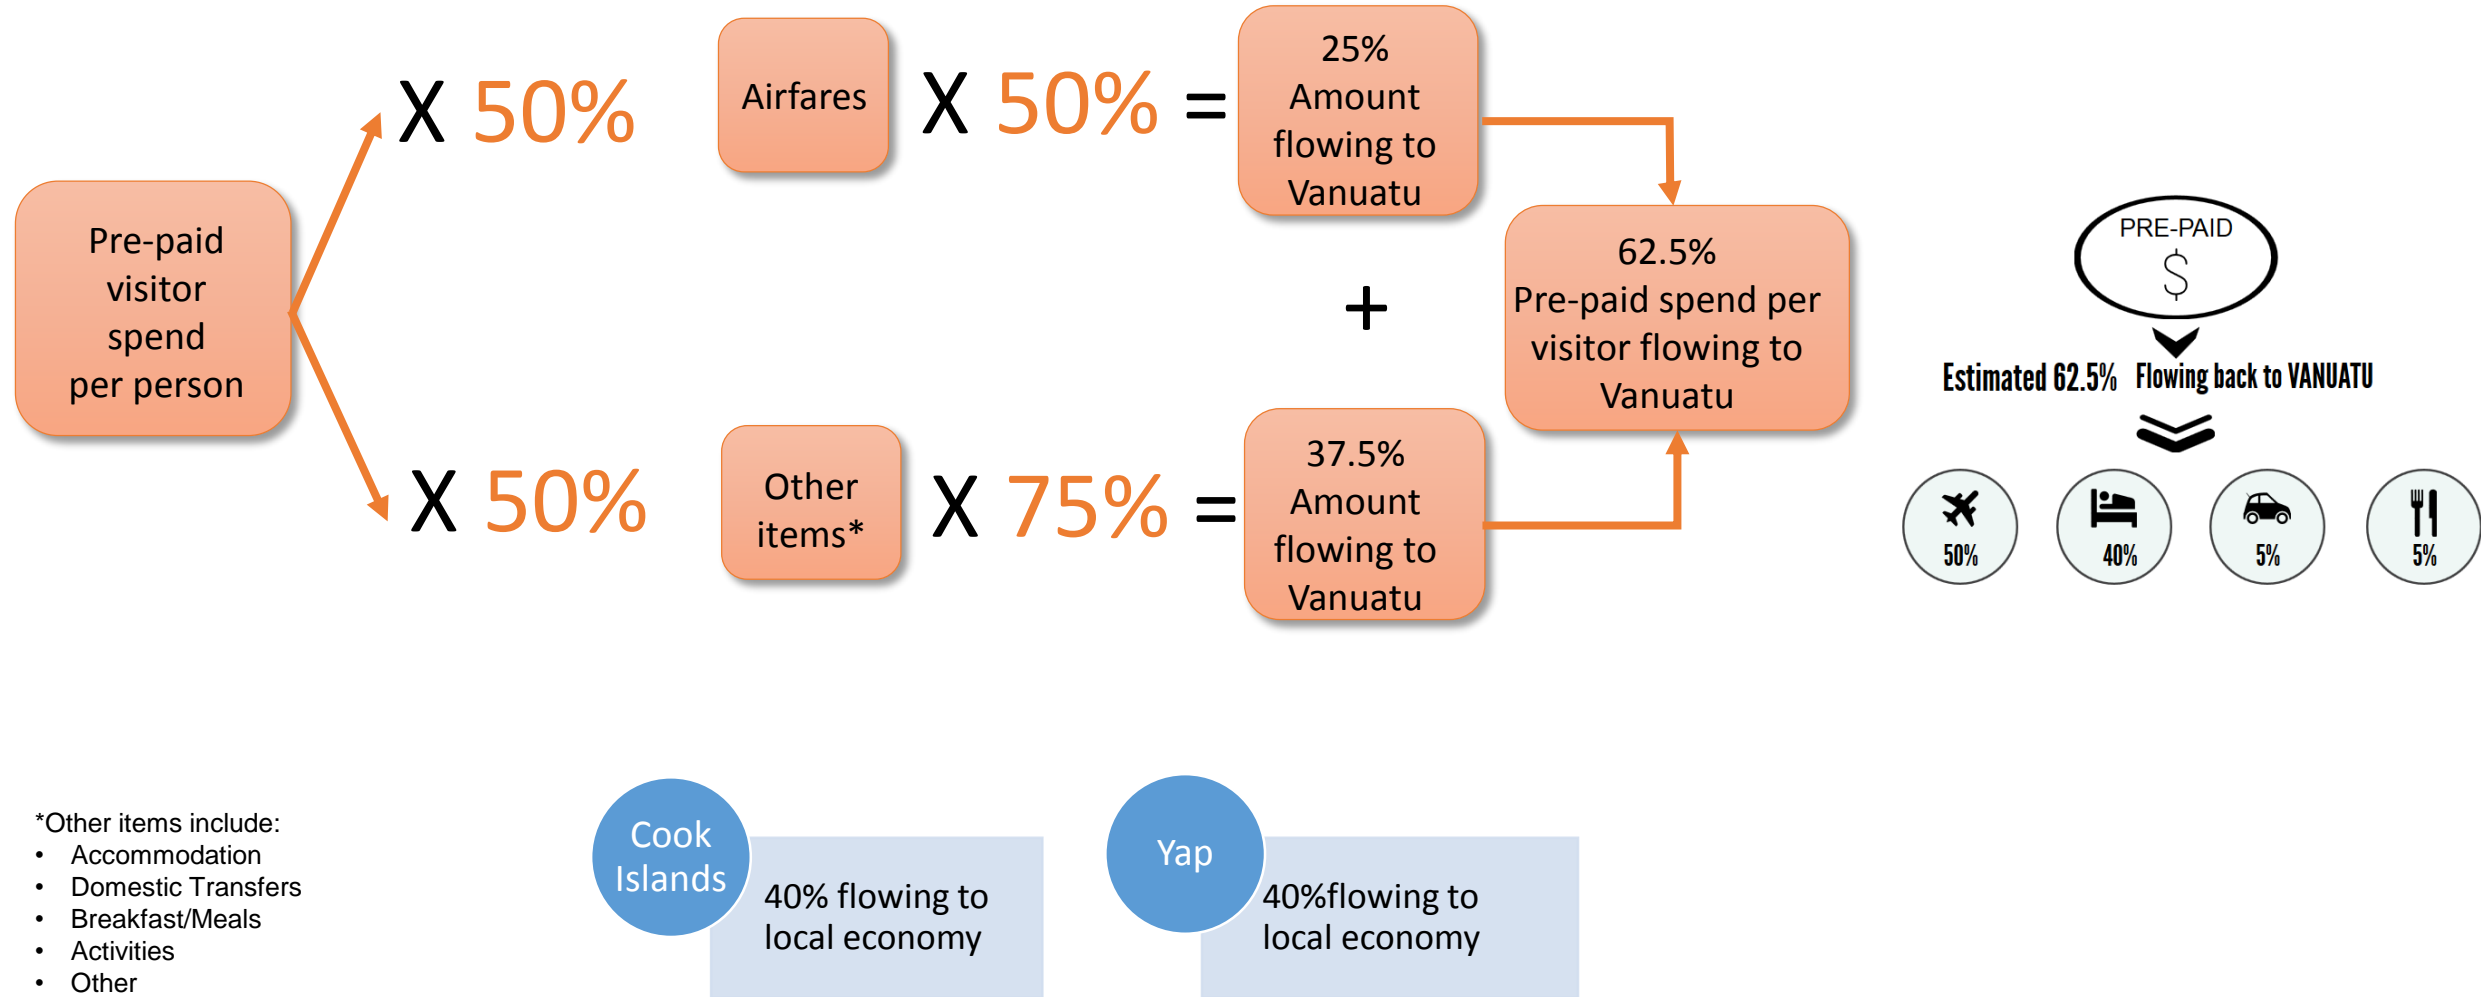 Pre-paid
visitor
spend
per person
X 50%
Airfares
X 50% =
25%
Amount
flowing to
Vanuatu
X 50%
Other
items*
X 75% =
37.5%
Amount
flowing to
Vanuatu
+
62.5%
Pre-paid spend per
visitor flowing to
Vanuatu
PRE-PAID
$
Estimated 62.5% Flowing back to VANUATU
50%
40%
5%
5%
*Other items include:
• Accommodation
• Domestic Transfers
• Breakfast/Meals
• Activities
• Other
Cook
Islands
40% flowing to
local economy
Yap
40%flowing to
local economy